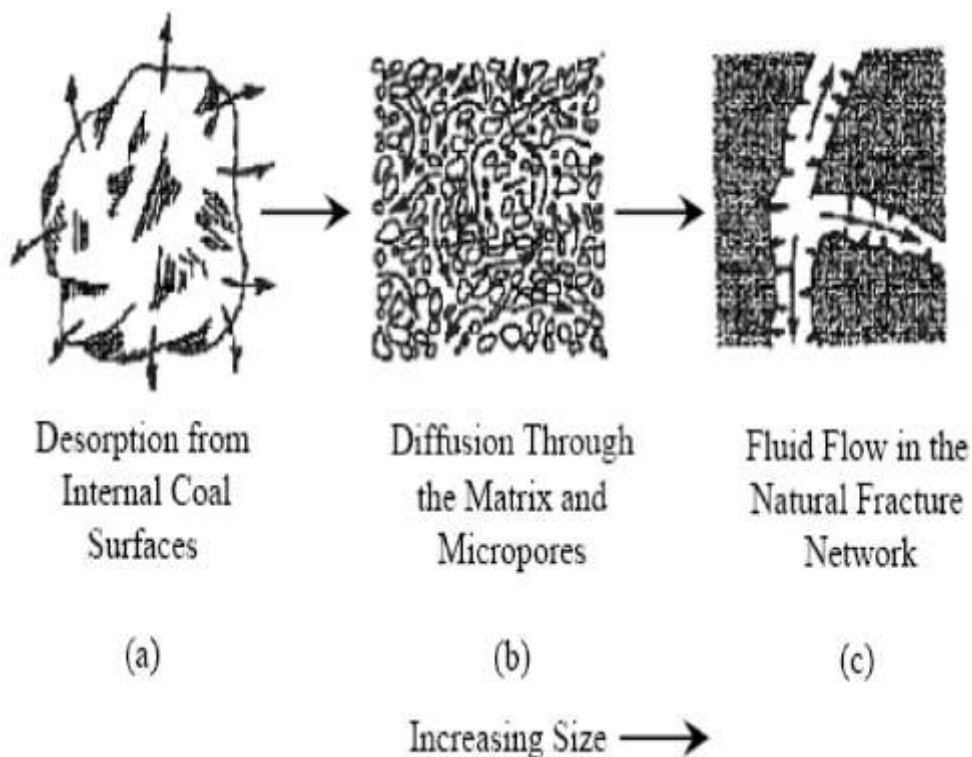 Desorption from
Internal Coal
Surfaces
(a)
Diffusion Through
the Matrix and
Micropores
(b)
Fluid Flow in the
Natural Fracture
Network
(c)
Increasing Size